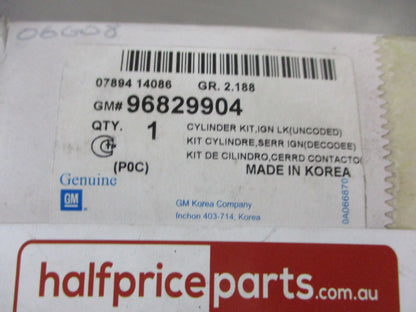 06G08
07894 14086 GR. 2.188
GM# 96829904
QTY. 1 CYLINDER KIT,IGN LK(UNCODED)
KIT CYLINDRE,SERR IGN(DECODEE)
KIT DE CILINDRO,CERRD CONTACTO(
(P0C) MADE IN KOREA
Genuine
GM
GM Korea Company
Inchon 403-714, Korea
0A066870
halfpriceparts.com.au